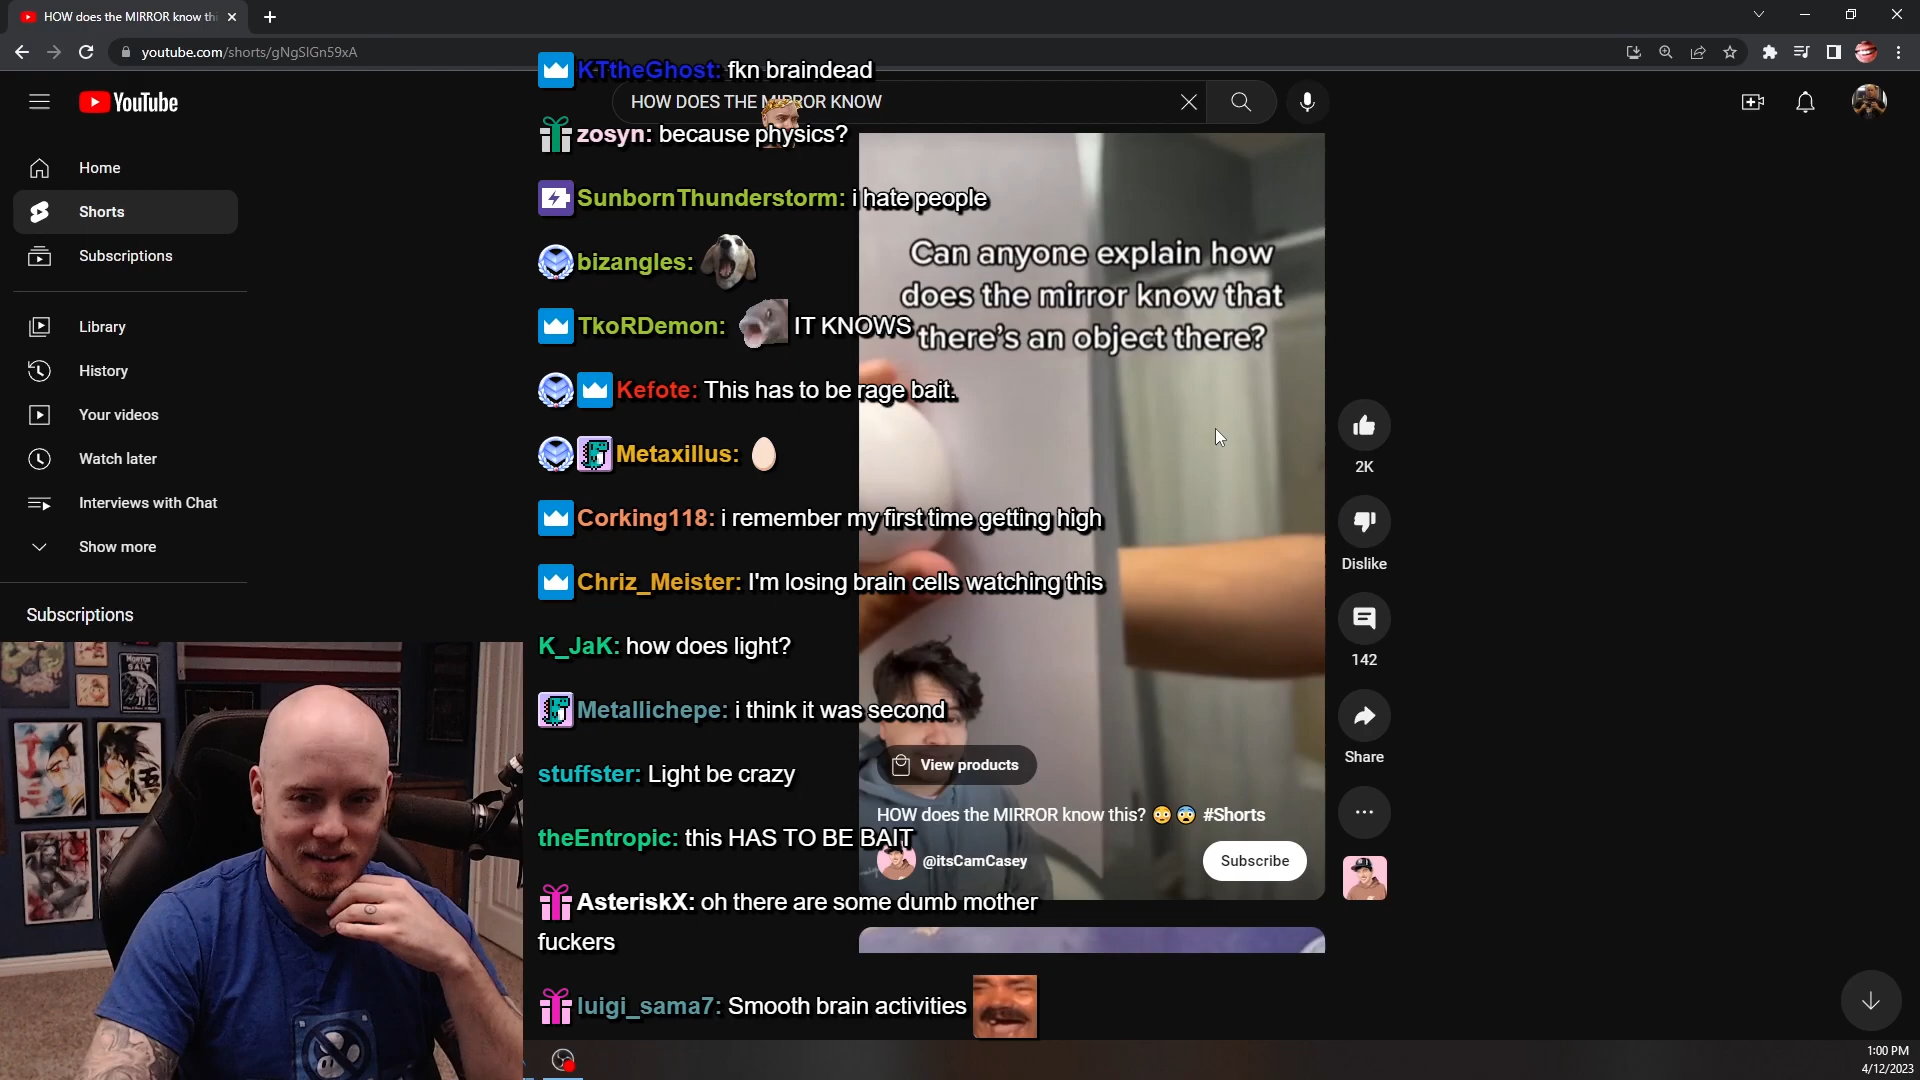 HOW does the MIRROR know thi
youtube.com/shorts/gNgSlGn59xA
KTtheGhost: fkn braindead
YouTube
HOW DOES THE MIRROR KNOW
zosyn: because physics?
Home
SunbornThunderstorm: i hate people
Shorts
Subscriptions
Can anyone explain how
does the mirror know that
there's an object there?
bizangles:
TkoRDemon: IT KNOWS
Library
History
Kefote: This has to be rage bait.
Your videos
Metaxillus:
Watch later
2K
Interviews with Chat
Corking118: i remember my first time getting high
Show more
Dislike
Chriz_Meister: I'm losing brain cells watching this
Subscriptions
K_JaK: how does light?
142
Metallichepe: i think it was second
Share
View products
stuffster: Light be crazy
HOW does the MIRROR know this? 😳 😨 #Shorts
theEntropic: this HAS TO BE BAIT
@itsCamCasey
Subscribe
AsteriskX: oh there are some dumb mother
fuckers
luigi_sama7: Smooth brain activities
MORTON
SALT
1:00 PM
4/12/2023